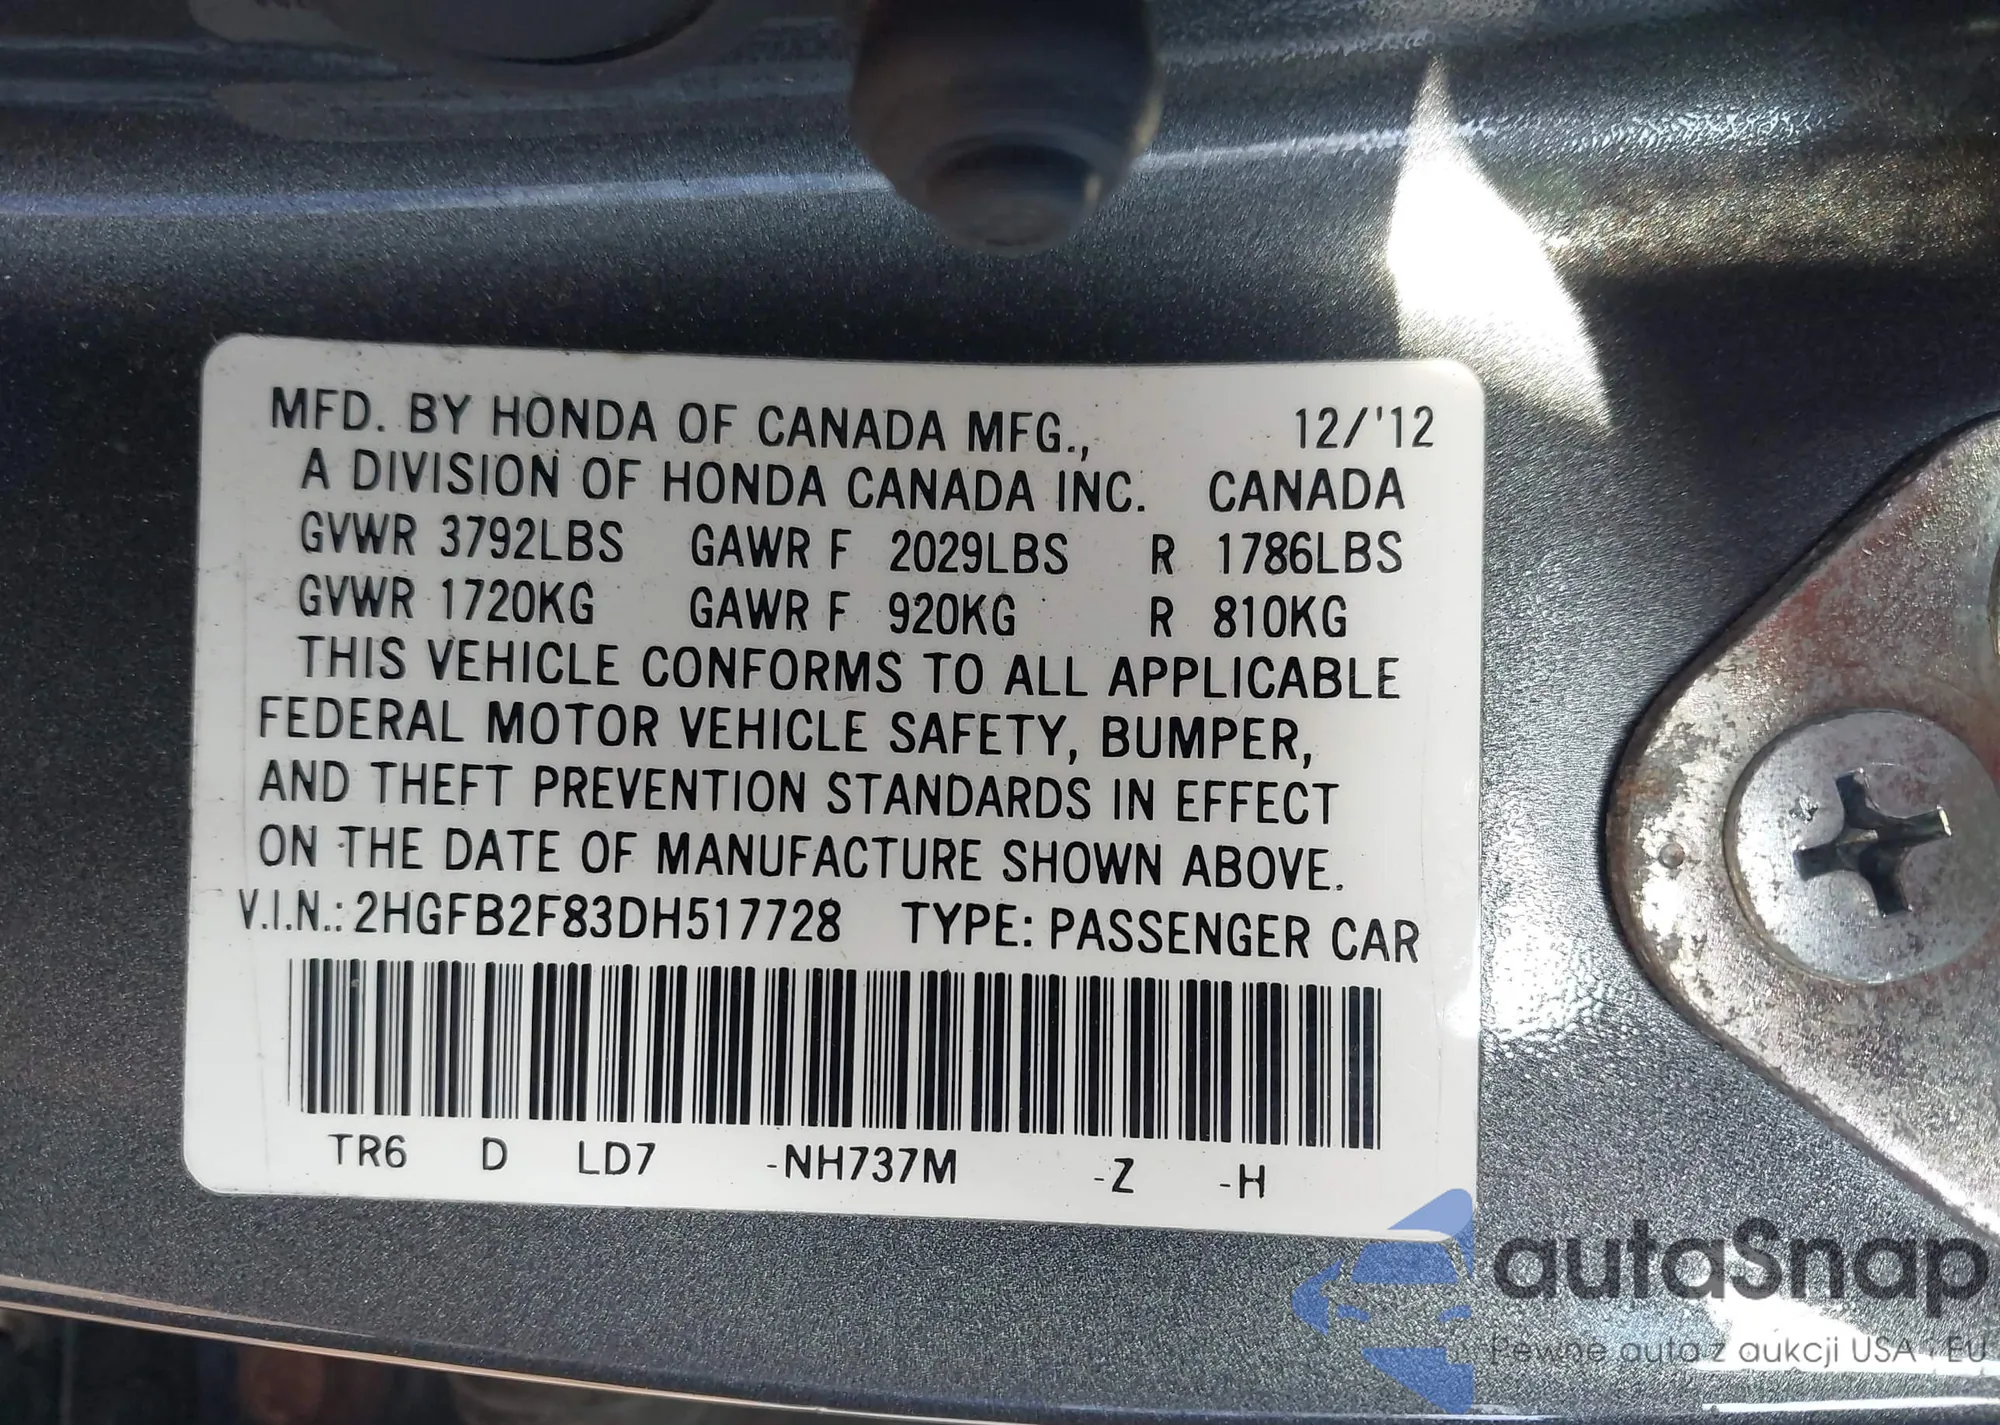 MFD. BY HONDA OF CANADA MFG., 12/'12
A DIVISION OF HONDA CANADA INC. CANADA
GVWR 3792LBS GAWR F 2029LBS R 1786LBS
GVWR 1720KG GAWR F 920KG R 810KG
THIS VEHICLE CONFORMS TO ALL APPLICABLE
FEDERAL MOTOR VEHICLE SAFETY, BUMPER,
AND THEFT PREVENTION STANDARDS IN EFFECT
ON THE DATE OF MANUFACTURE SHOWN ABOVE.
V.I.N.: 2HGFB2F83DH517728 TYPE: PASSENGER CAR
TR6 D LD7 -NH737M -Z -H
autaSnap
Pewne auta z aukcji USA i EU